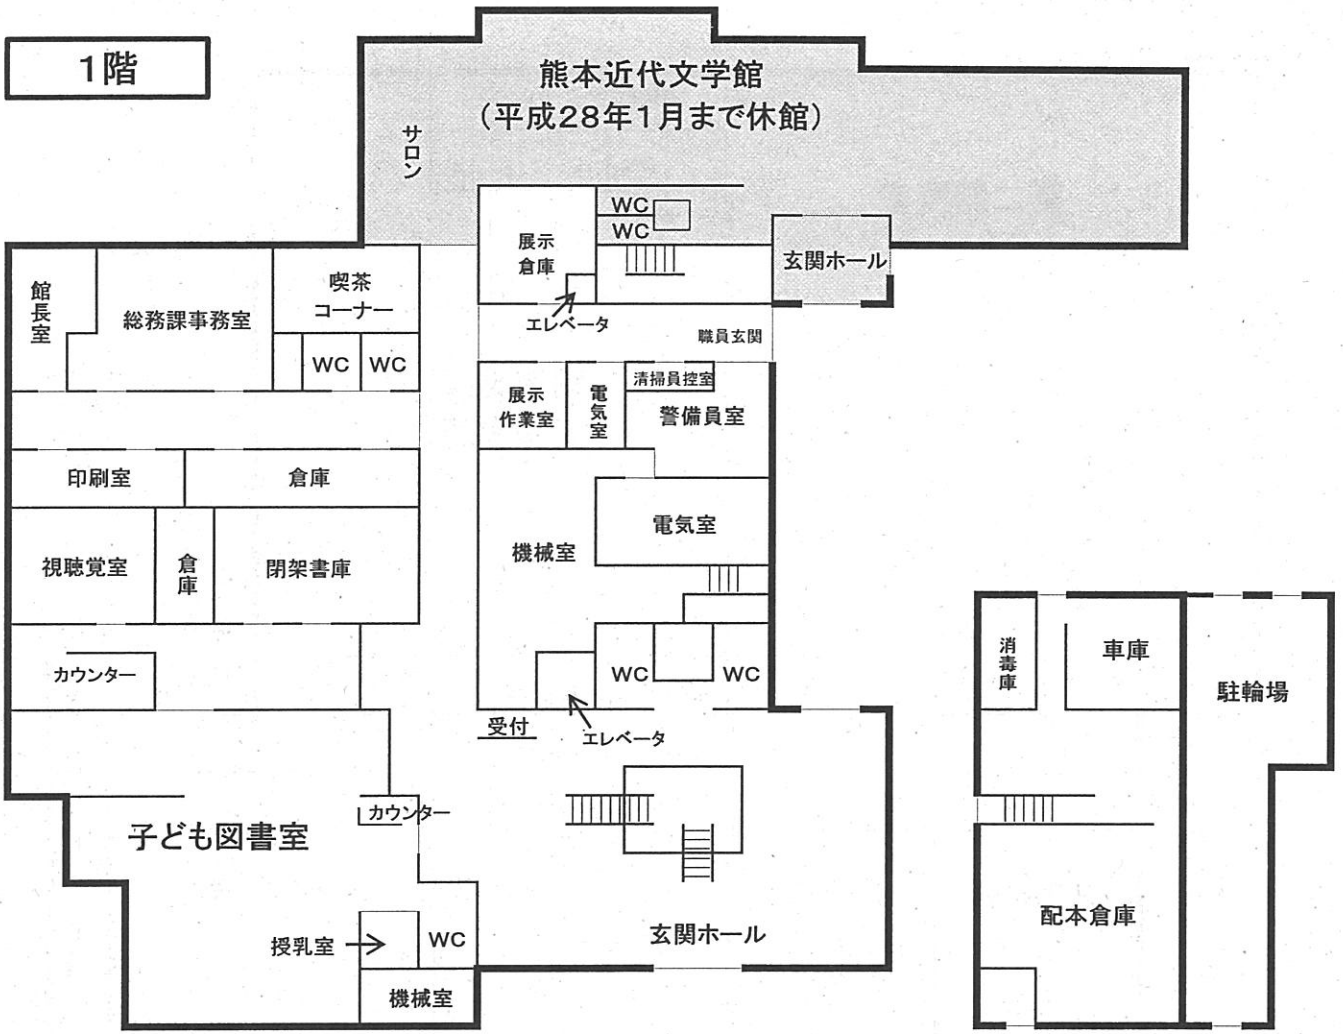 1階
熊本近代文学館
（平成28年1月まで休館）
サロン
WC
WC
展示
倉庫
玄関ホール
エレベータ
職員玄関
館長室
総務課事務室
喫茶
コーナー
WC
WC
展示
作業室
電気室
清掃員控室
警備員室
印刷室
倉庫
視聴覚室
倉庫
閉架書庫
機械室
電気室
カウンター
WC
WC
受付
エレベータ
カウンター
子ども図書室
授乳室
WC
機械室
玄関ホール
消毒庫
車庫
駐輪場
配本倉庫